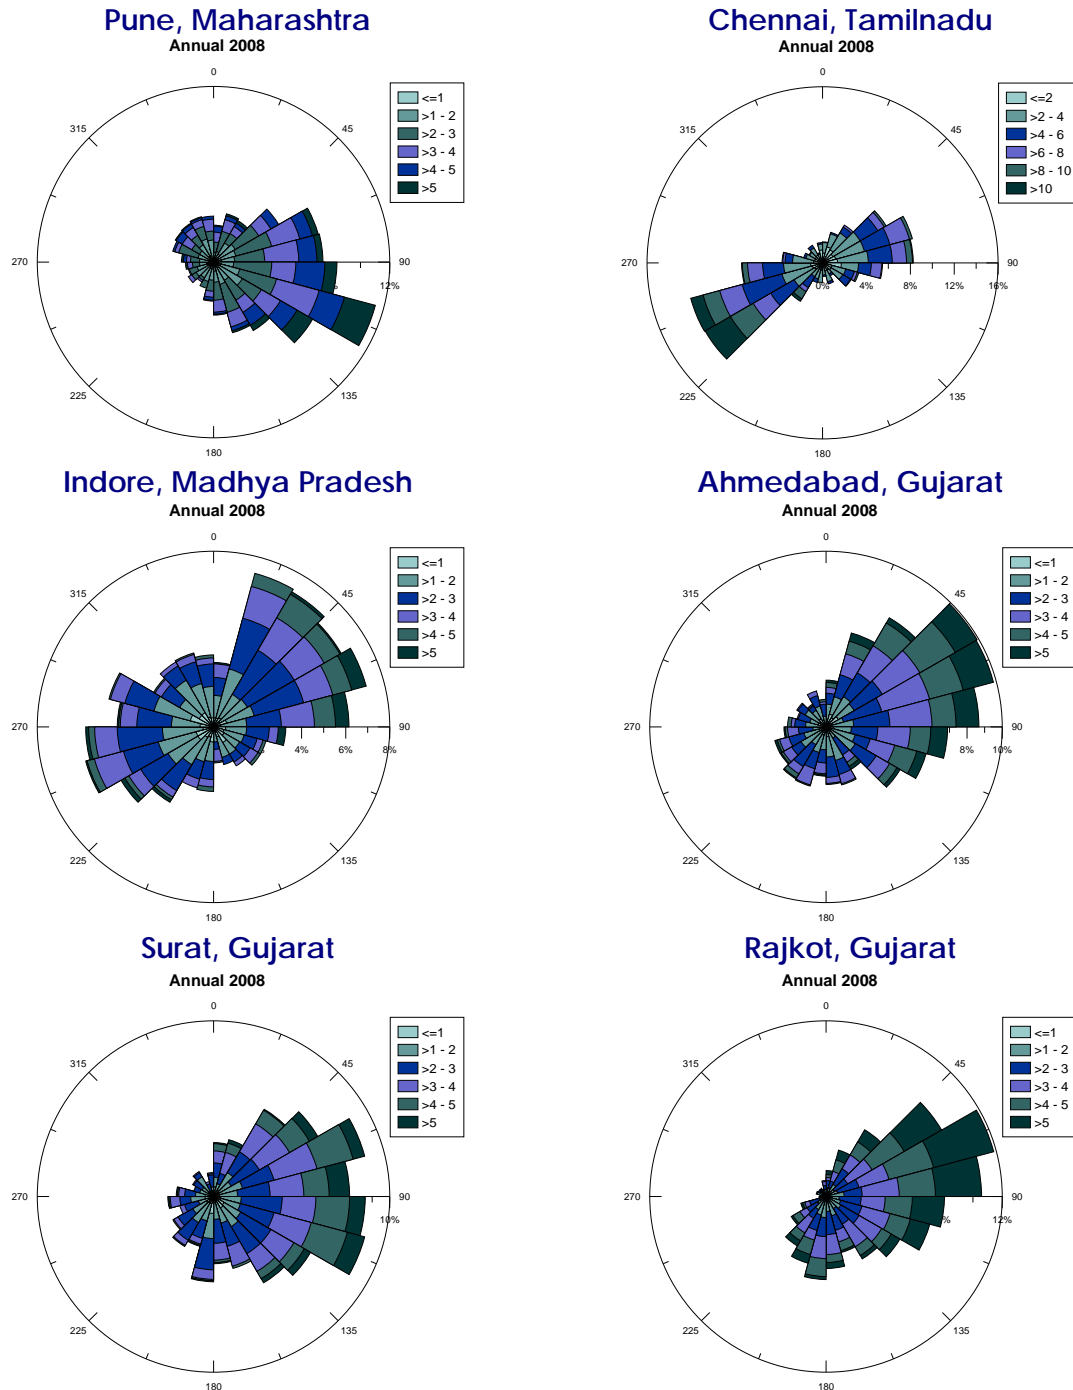 Pune, Maharashtra
Annual 2008
0
45
90
135
180
225
270
315
12%
<=1
>1 - 2
>2 - 3
>3 - 4
>4 - 5
>5
Chennai, Tamilnadu
Annual 2008
0
45
90
135
180
225
270
315
0%
4%
8%
12%
16%
<=2
>2 - 4
>4 - 6
>6 - 8
>8 - 10
>10
Indore, Madhya Pradesh
Annual 2008
0
45
90
135
180
225
270
315
4%
6%
8%
<=1
>1 - 2
>2 - 3
>3 - 4
>4 - 5
>5
Ahmedabad, Gujarat
Annual 2008
0
45
90
135
180
225
270
315
8%
10%
<=1
>1 - 2
>2 - 3
>3 - 4
>4 - 5
>5
Surat, Gujarat
Annual 2008
0
45
90
135
180
225
270
315
10%
<=1
>1 - 2
>2 - 3
>3 - 4
>4 - 5
>5
Rajkot, Gujarat
Annual 2008
0
45
90
135
180
225
270
315
12%
<=1
>1 - 2
>2 - 3
>3 - 4
>4 - 5
>5